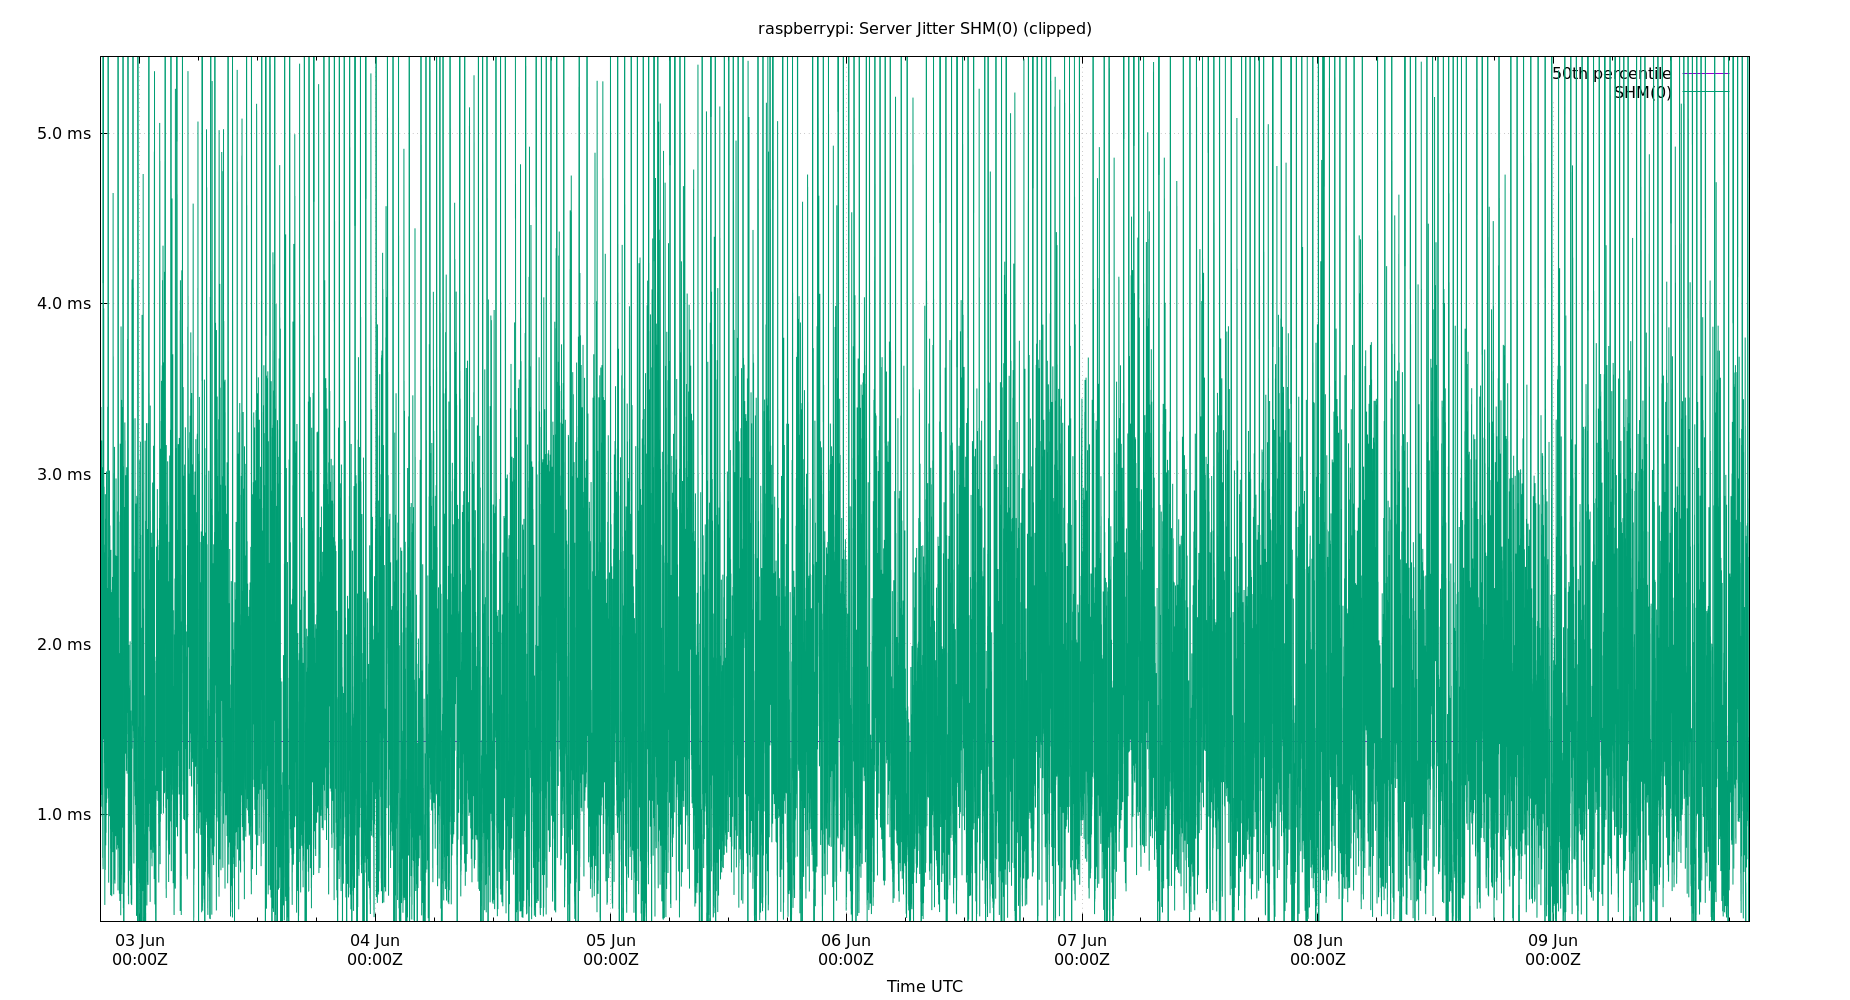 raspberrypi: Server Jitter SHM(0) (clipped)
50th percentile
SHM(0)
5.0 ms
4.0 ms
3.0 ms
2.0 ms
1.0 ms
03 Jun 04 Jun 05 Jun 06 Jun 07 Jun 08 Jun 09 Jun
00:00Z 00:00Z 00:00Z 00:00Z 00:00Z 00:00Z 00:00Z
Time UTC